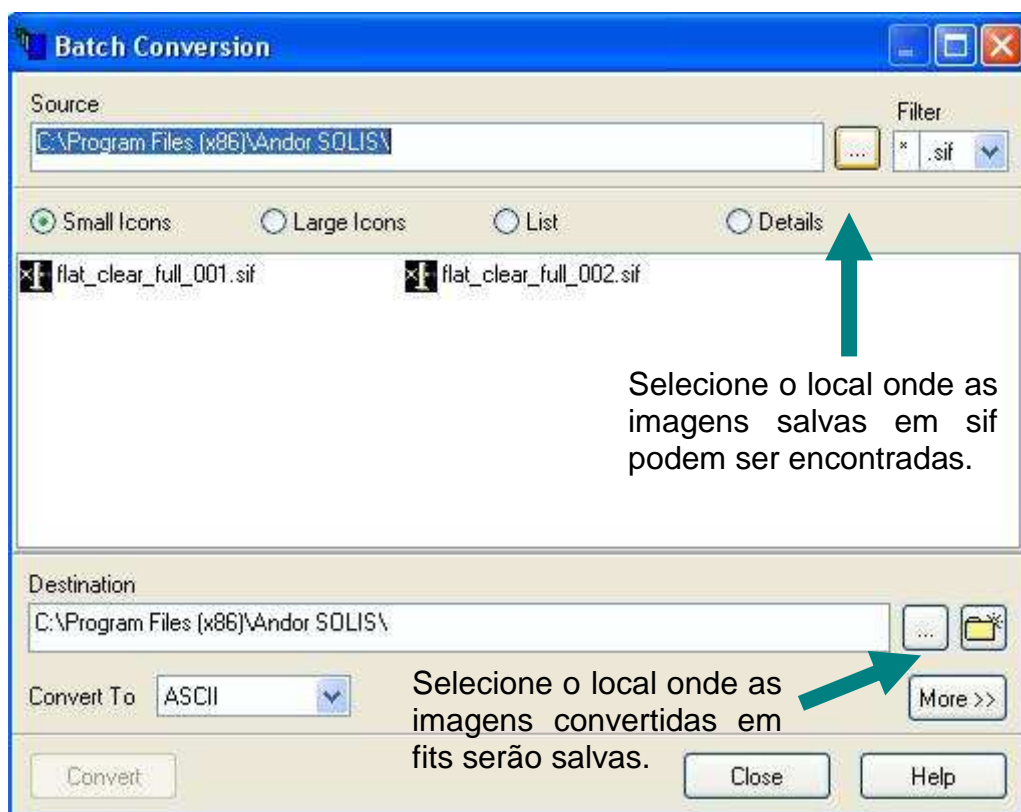 Batch Conversion
Source
Filter
C:\Program Files (x86)\Andor SOLIS\
...
* .sif
Small Icons Large Icons List Details
flat_clear_full_001.sif flat_clear_full_002.sif
Selecione o local onde as
imagens salvas em sif
podem ser encontradas.
Destination
C:\Program Files (x86)\Andor SOLIS\
...
Convert To ASCII
More >>
Selecione o local onde as
imagens convertidas em
fits serão salvas.
Convert
Close
Help